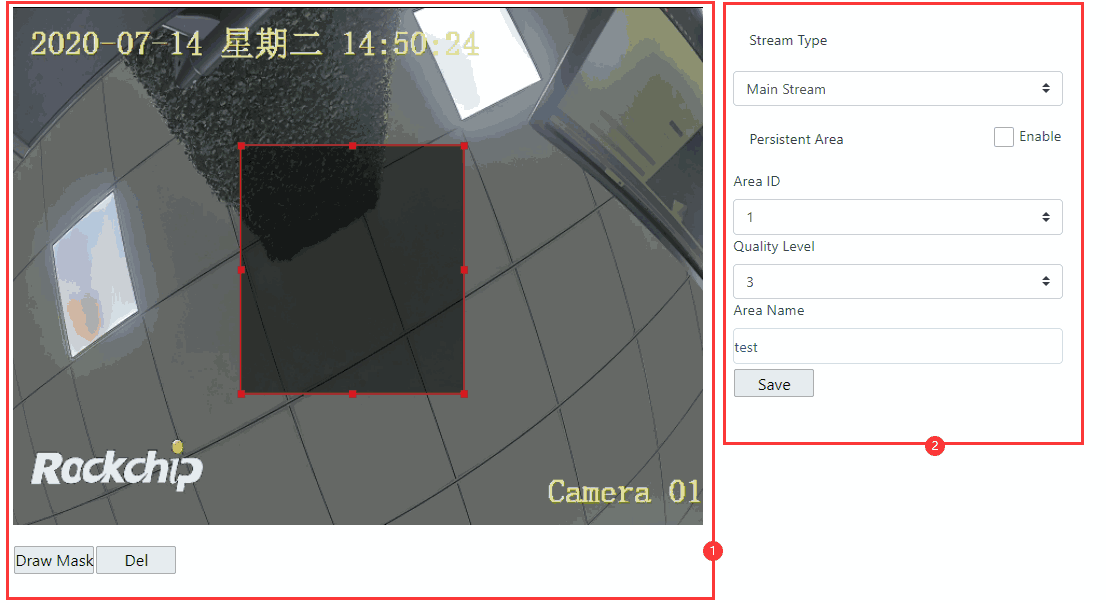 2020-07-14 星期二 14:50:24
Rockchip
Camera 01
Draw Mask
Del
1
Stream Type
Main Stream
Persistent Area
Enable
Area ID
1
Quality Level
3
Area Name
test
Save
2